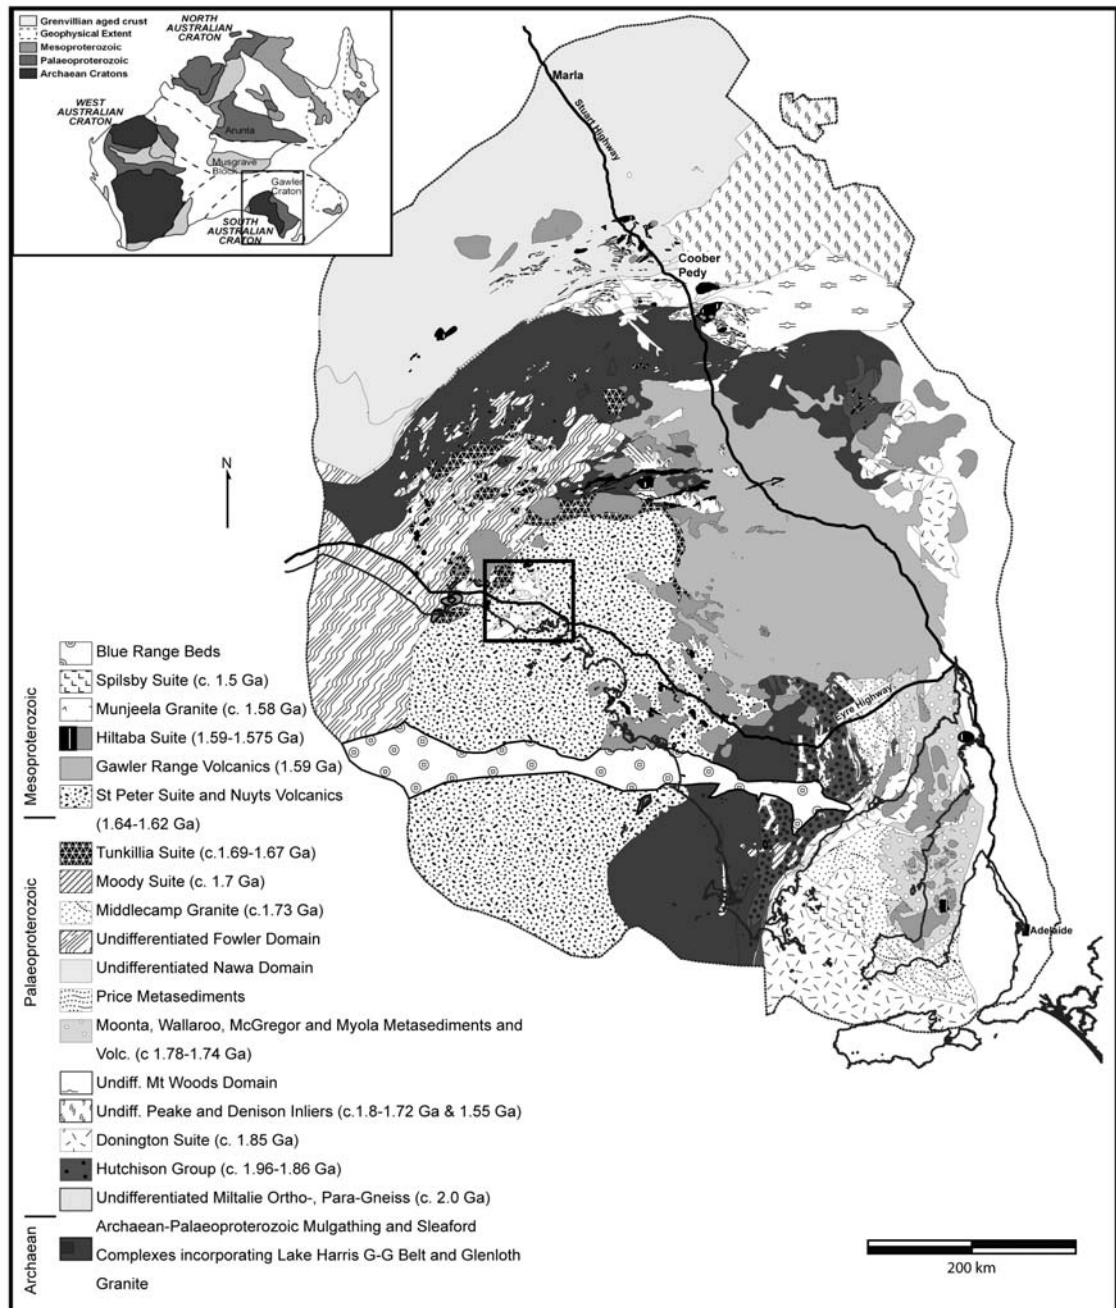 Grenvillian aged crust
Geophysical Extent
Mesoproterozoic
Palaeoproterozoic
Archaean Cratons
NORTH
AUSTRALIAN
CRATON
WEST
AUSTRALIAN
CRATON
Arunta
Musgrave
Block
Gawler
Craton
SOUTH
AUSTRALIAN
CRATON
Marla
Stuart Highway
Coober
Pedy
N
Eyre Highway
Adelaide
Mesoproterozoic
Blue Range Beds
Spilsby Suite (c. 1.5 Ga)
Munjeela Granite (c. 1.58 Ga)
Hiltaba Suite (1.59-1.575 Ga)
Gawler Range Volcanics (1.59 Ga)
St Peter Suite and Nuyts Volcanics
(1.64-1.62 Ga)
Palaeoproterozoic
Tunkillia Suite (c.1.69-1.67 Ga)
Moody Suite (c. 1.7 Ga)
Middlecamp Granite (c.1.73 Ga)
Undifferentiated Fowler Domain
Undifferentiated Nawa Domain
Price Metasediments
Moonta, Wallaroo, McGregor and Myola Metasediments and
Volc. (c 1.78-1.74 Ga)
Undiff. Mt Woods Domain
Undiff. Peake and Denison Inliers (c.1.8-1.72 Ga & 1.55 Ga)
Donington Suite (c. 1.85 Ga)
Hutchison Group (c. 1.96-1.86 Ga)
Undifferentiated Miltalie Ortho-, Para-Gneiss (c. 2.0 Ga)
Archaean
Archaean-Palaeoproterozoic Mulgathing and Sleaford
Complexes incorporating Lake Harris G-G Belt and Glenloth
Granite
200 km